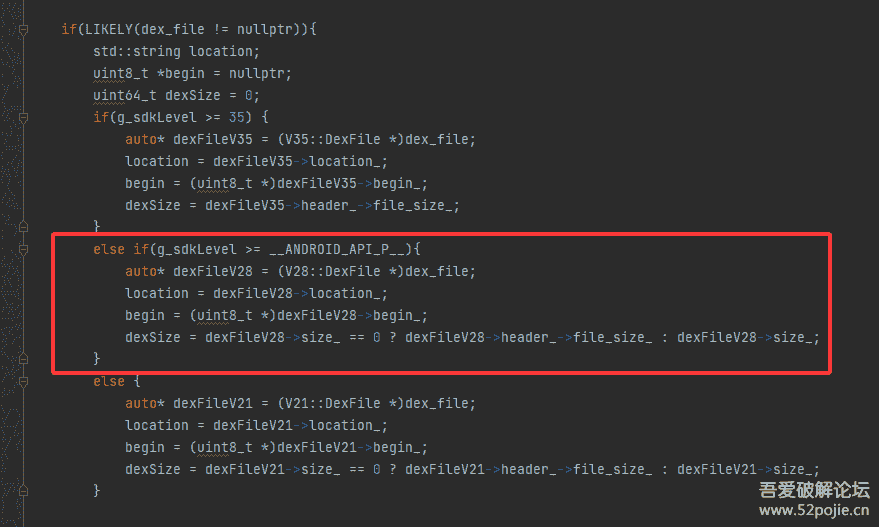 if(LIKELY(dex_file != nullptr)){
std::string location;
uint8_t *begin = nullptr;
uint64_t dexSize = 0;
if(g_sdkLevel >= 35) {
auto* dexFileV35 = (V35::DexFile *)dex_file;
location = dexFileV35->location_;
begin = (uint8_t *)dexFileV35->begin_;
dexSize = dexFileV35->header_->file_size_;
}
else if(g_sdkLevel >= __ANDROID_API_P__){
auto* dexFileV28 = (V28::DexFile *)dex_file;
location = dexFileV28->location_;
begin = (uint8_t *)dexFileV28->begin_;
dexSize = dexFileV28->size_ == 0 ? dexFileV28->header_->file_size_ : dexFileV28->size_;
}
else {
auto* dexFileV21 = (V21::DexFile *)dex_file;
location = dexFileV21->location_;
begin = (uint8_t *)dexFileV21->begin_;
dexSize = dexFileV21->size_ == 0 ? dexFileV21->header_->file_size_ : dexFileV21->size_;
}
吾爱破解论坛
www.52pojie.cn